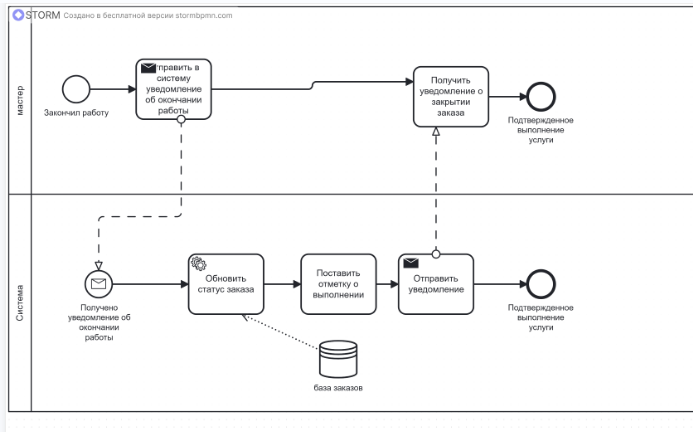 STORM Создано в бесплатной версии stormbpmn.com
мастер
Закончил работу
тправить в
систему
уведомление
об окончании
работы
Получить
уведомление о
закрытии
заказа
Подтвержденное
выполнение
услуги
Система
Получено
уведомление об
окончании
работы
Обновить
статус заказа
Поставить
отметку о
выполнении
Отправить
уведомление
Подтвержденное
выполнение
услуги
база заказов